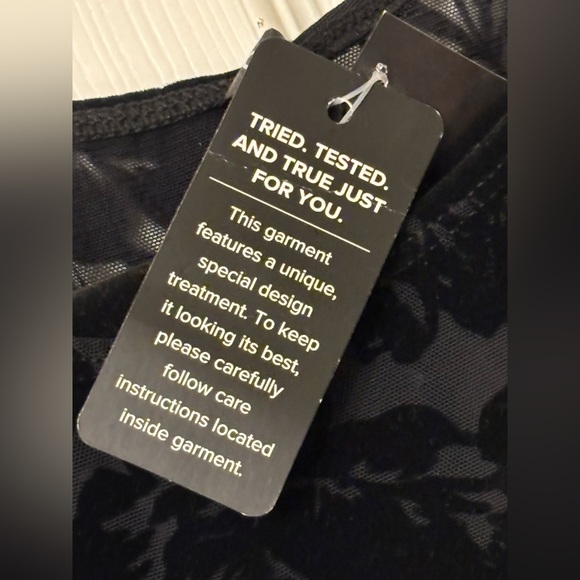 TRIED. TESTED.
AND TRUE JUST
FOR YOU.
This garment
features a unique,
special design
treatment. To keep
it looking its best,
please carefully
follow care
instructions located
inside garment.